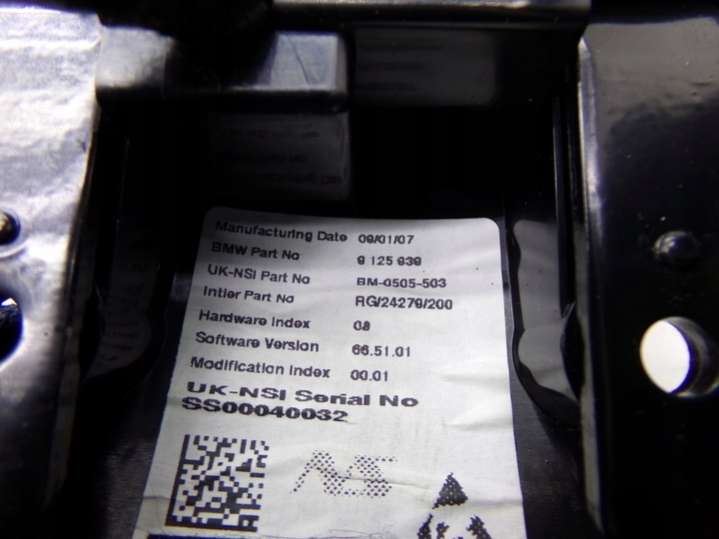 Manufacturing Date 09/01/07
BMW Part No 9 125 939
UK-NSI Part No BM-0505-503
Intier Part No RG/24279/200
Hardware Index 08
Software Version 66.51.01
Modification Index 00.01
UK-NSI Serial No
SS00040032